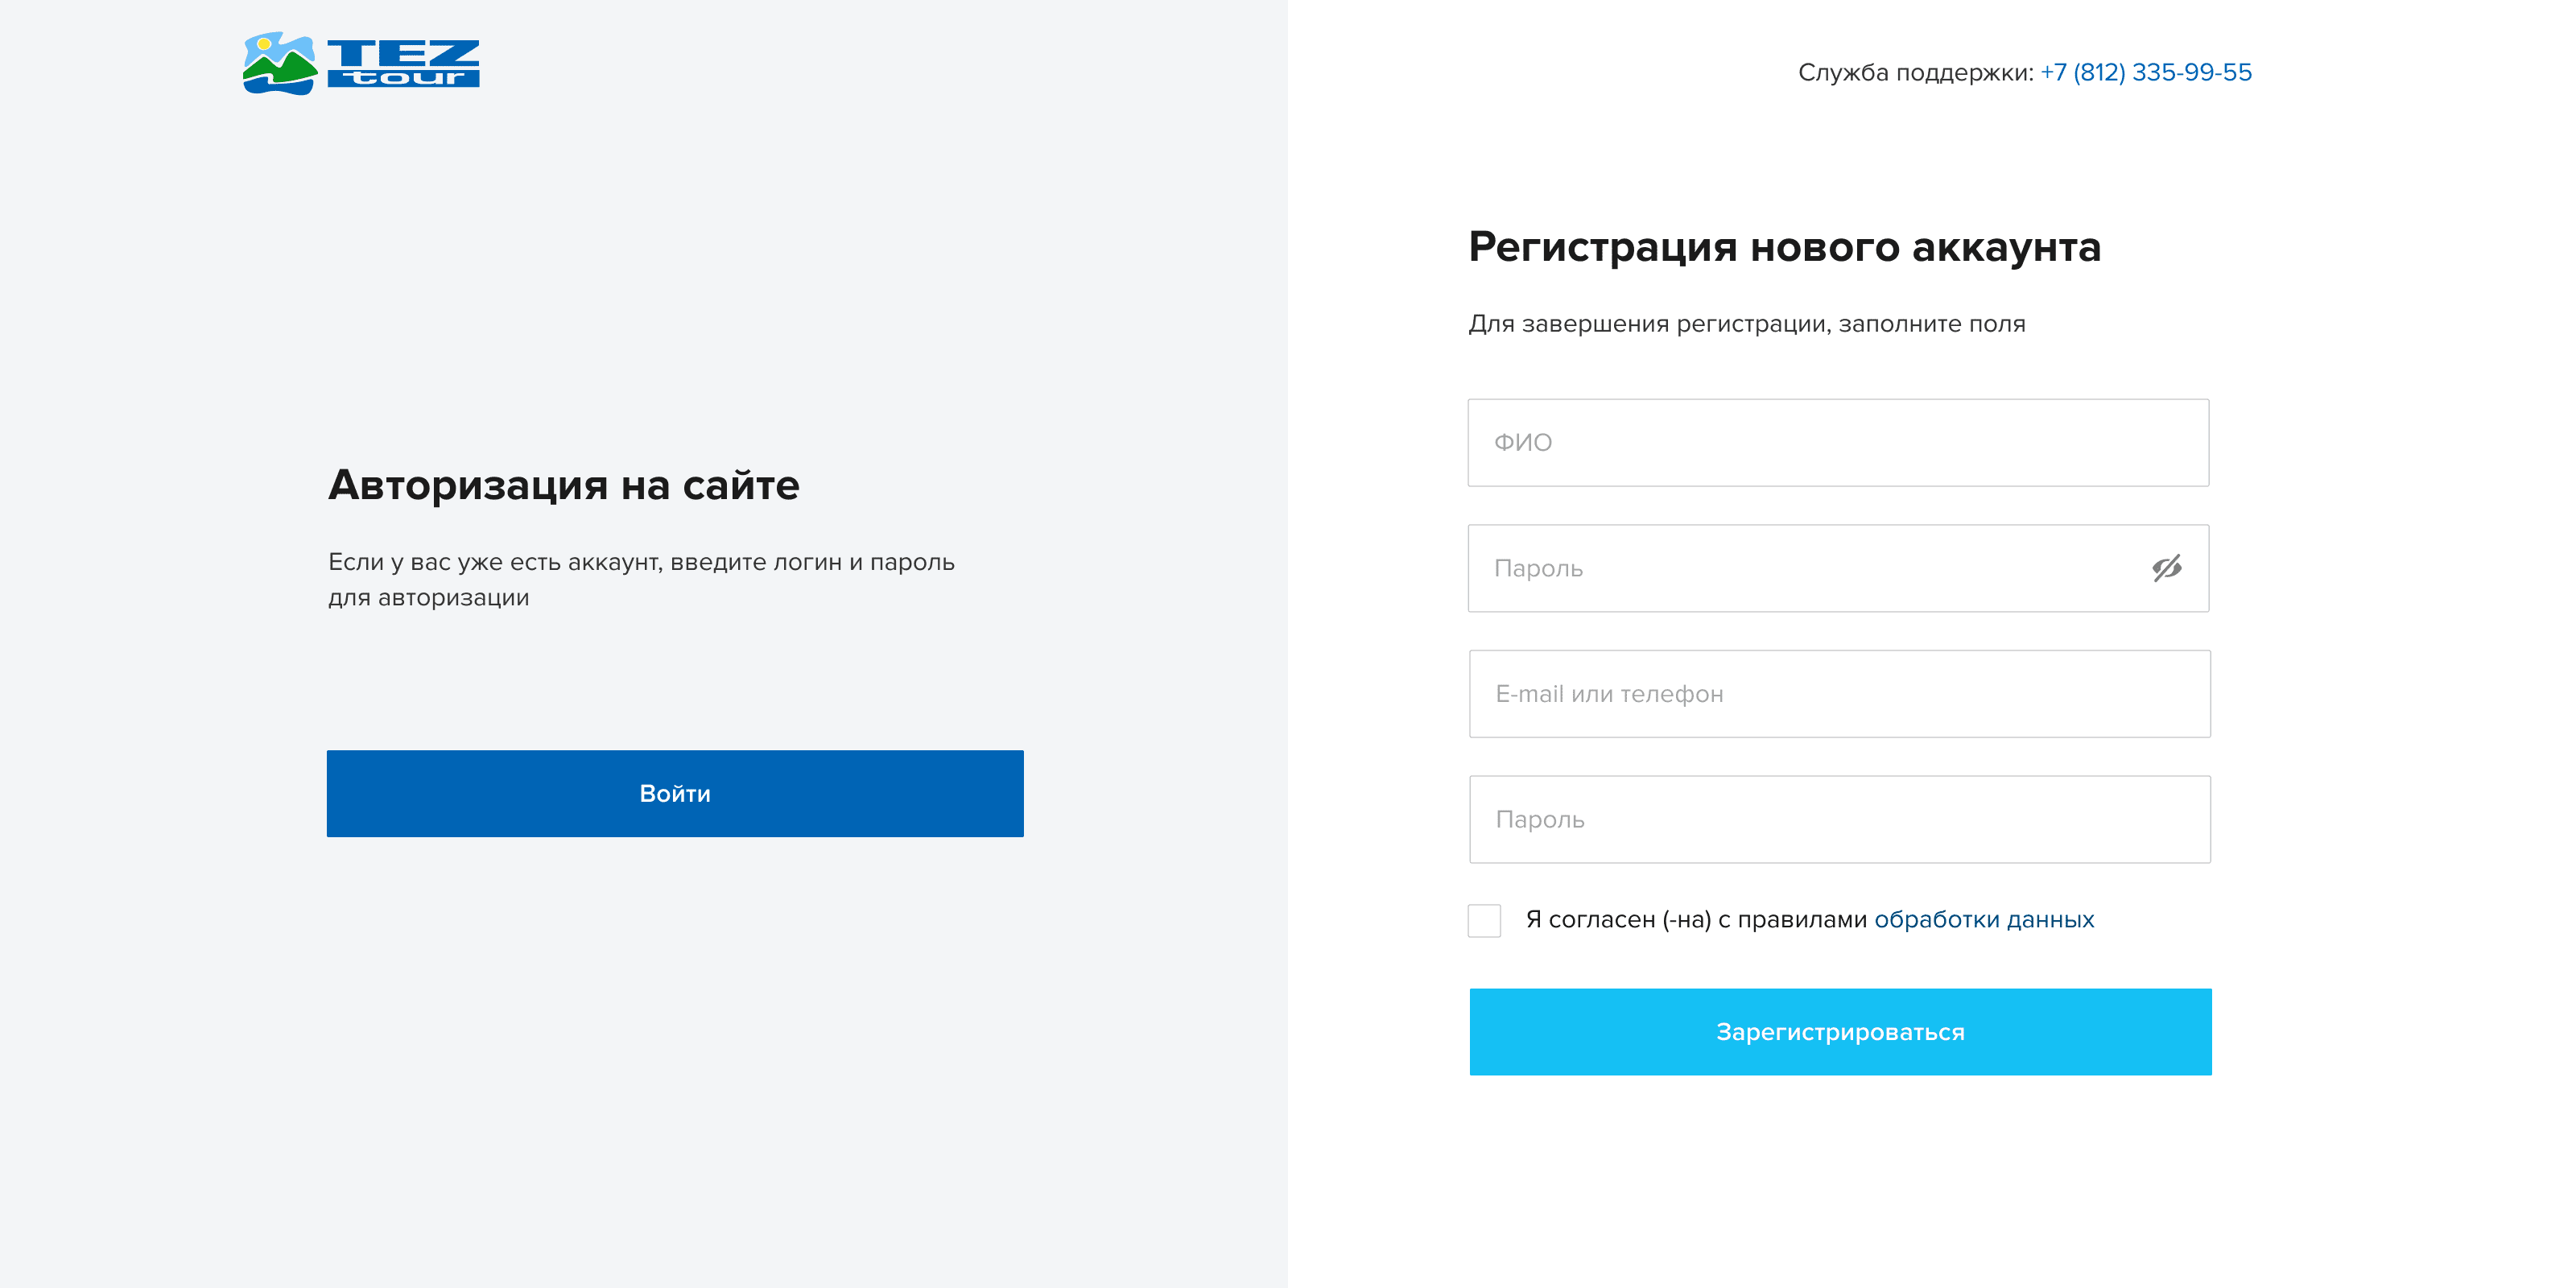 TEZ
tour
Служба поддержки: +7 (812) 335-99-55
Авторизация на сайте
Если у вас уже есть аккаунт, введите логин и пароль
для авторизации
Войти
Регистрация нового аккаунта
Для завершения регистрации, заполните поля
ФИО
Пароль
E-mail или телефон
Пароль
Я согласен (-на) с правилами обработки данных
Зарегистрироваться